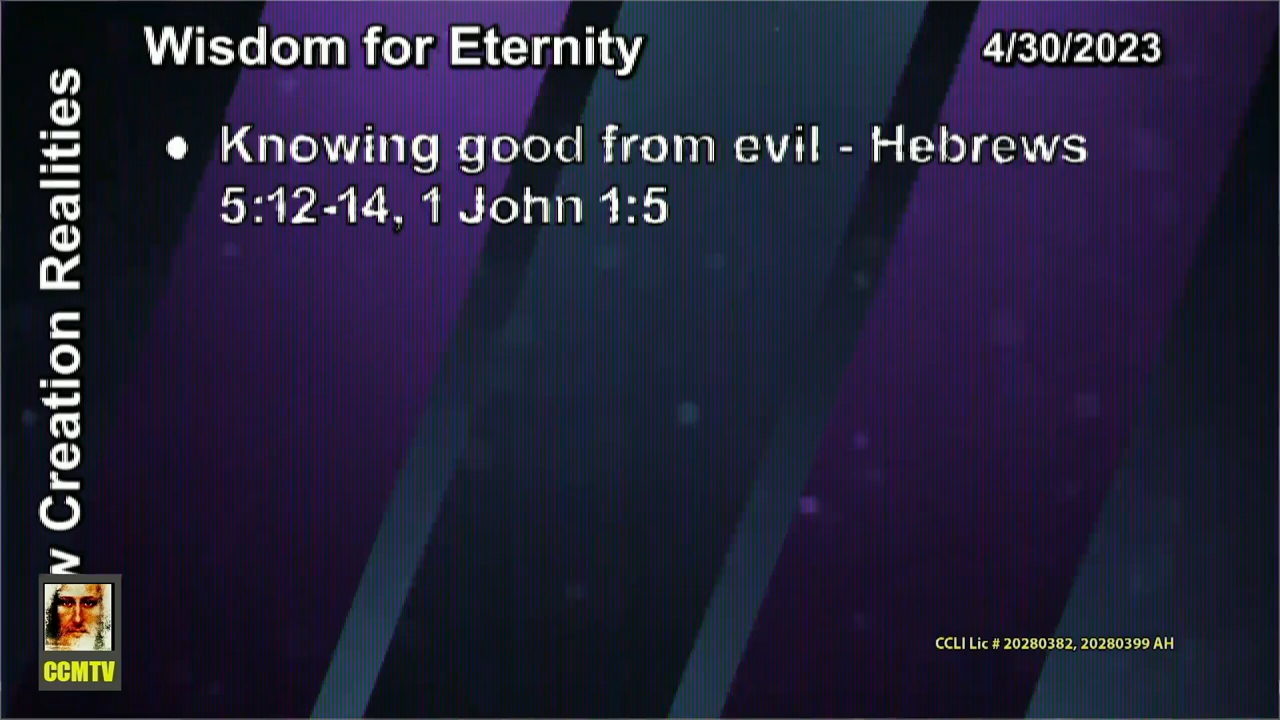 Wisdom for Eternity
4/30/2023
● Knowing good from evil - Hebrews
5:12-14, 1 John 1:5
Creation Realities
CCMTV
CCLI Lic # 20280382, 20280399 AH